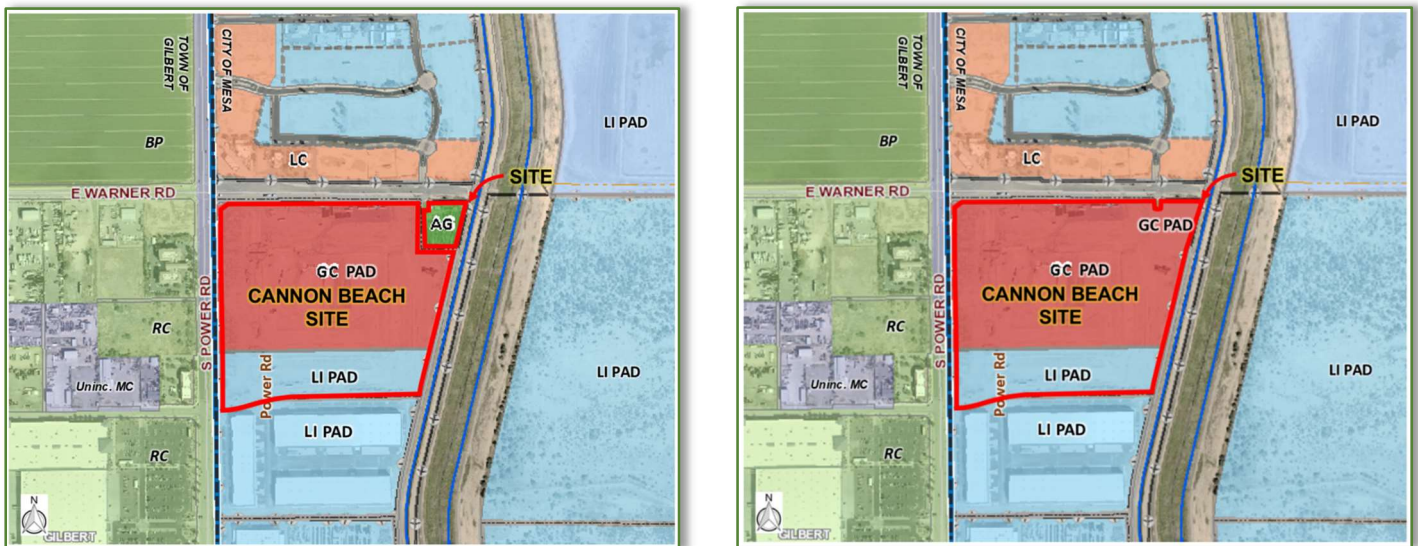 TOWN OF
GILBERT
CITY OF MESA
BP
LC
LI PAD
E WARNER RD
SITE
AG
GC PAD
CANNON BEACH
SITE
S POWER RD
RC
Uninc. MC
Power Rd
LI PAD
LI PAD
LI PAD
RC
N
GILBERT
TOWN OF
GILBERT
CITY OF MESA
BP
LC
LI PAD
E WARNER RD
SITE
GC PAD
GC PAD
CANNON BEACH
SITE
S POWER RD
RC
Uninc. MC
Power Rd
LI PAD
LI PAD
LI PAD
RC
N
GILBERT